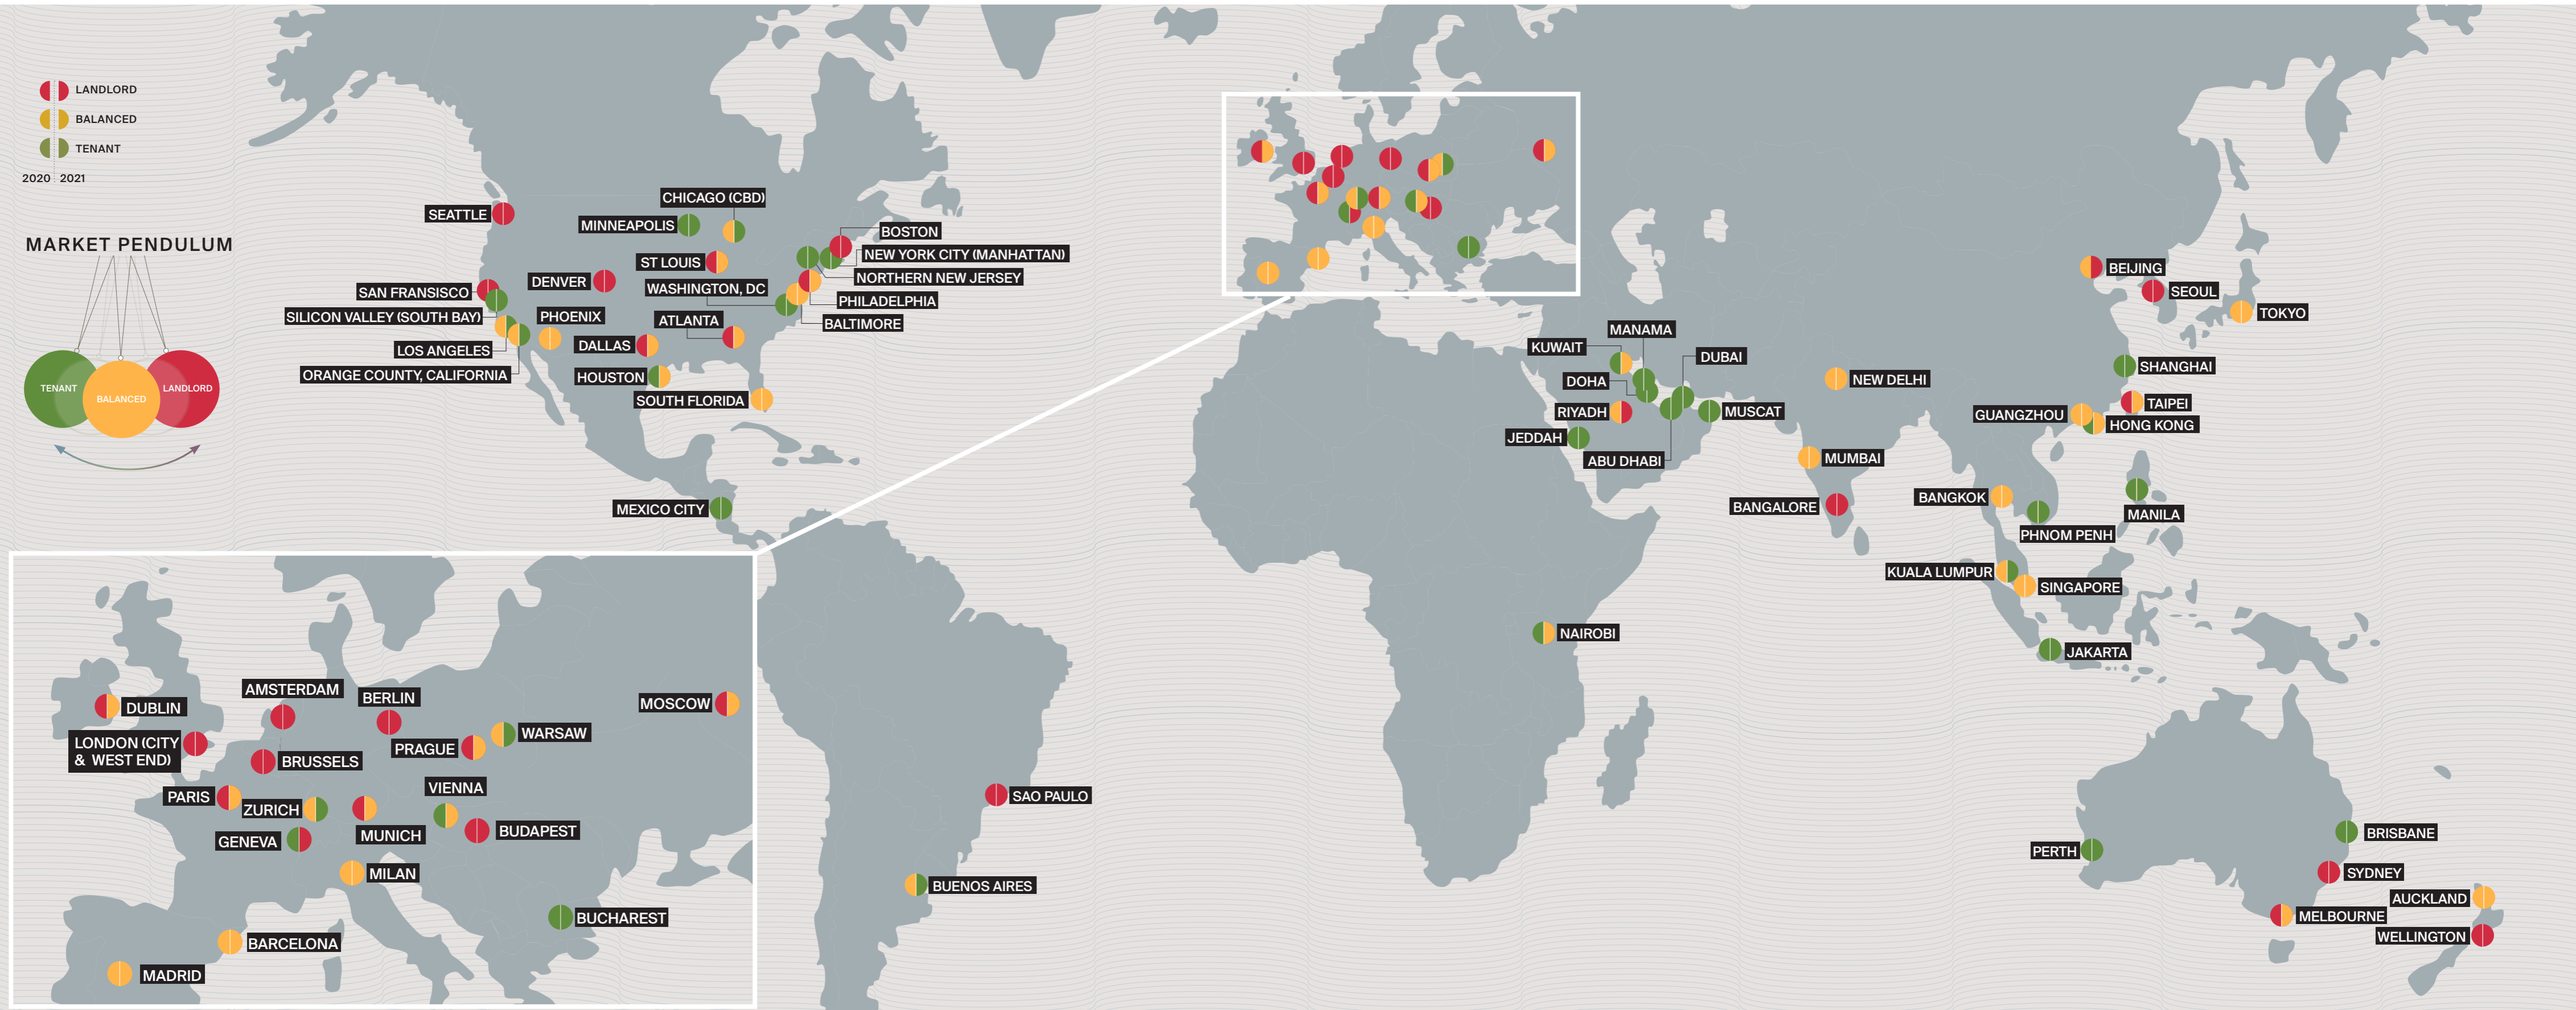 LANDLORD
BALANCED
TENANT
2020 2021
MARKET PENDULUM
TENANT
BALANCED
LANDLORD
SEATTLE
SAN FRANSISCO
SILICON VALLEY (SOUTH BAY)
LOS ANGELES
ORANGE COUNTY, CALIFORNIA
PHOENIX
DENVER
MINNEAPOLIS
CHICAGO (CBD)
ST LOUIS
WASHINGTON, DC
ATLANTA
DALLAS
HOUSTON
SOUTH FLORIDA
BOSTON
NEW YORK CITY (MANHATTAN)
NORTHERN NEW JERSEY
PHILADELPHIA
BALTIMORE
MEXICO CITY
SAO PAULO
BUENOS AIRES
DUBLIN
LONDON (CITY
& WEST END)
AMSTERDAM
BERLIN
BRUSSELS
PRAGUE
WARSAW
MOSCOW
PARIS
ZURICH
GENEVA
MUNICH
VIENNA
BUDAPEST
MILAN
BUCHAREST
BARCELONA
MADRID
MANAMA
KUWAIT
DUBAI
DOHA
RIYADH
MUSCAT
JEDDAH
ABU DHABI
NAIROBI
NEW DELHI
MUMBAI
BANGALORE
BEIJING
SEOUL
TOKYO
SHANGHAI
TAIPEI
GUANGZHOU
HONG KONG
BANGKOK
MANILA
PHNOM PENH
KUALA LUMPUR
SINGAPORE
JAKARTA
PERTH
BRISBANE
SYDNEY
AUCKLAND
MELBOURNE
WELLINGTON